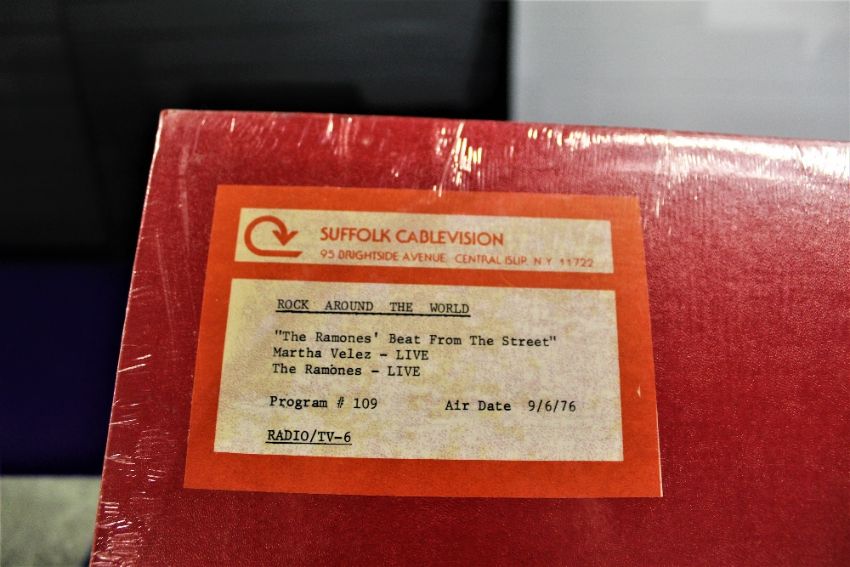 SUFFOLK CABLEVISION
95 BRIGHTSIDE AVENUE, CENTRAL ISLIP, N.Y. 11722
ROCK AROUND THE WORLD
"The Ramones' Beat From The Street"
Martha Velez - LIVE
The Ramones - LIVE
Program # 109 Air Date 9/6/76
RADIO/TV-6